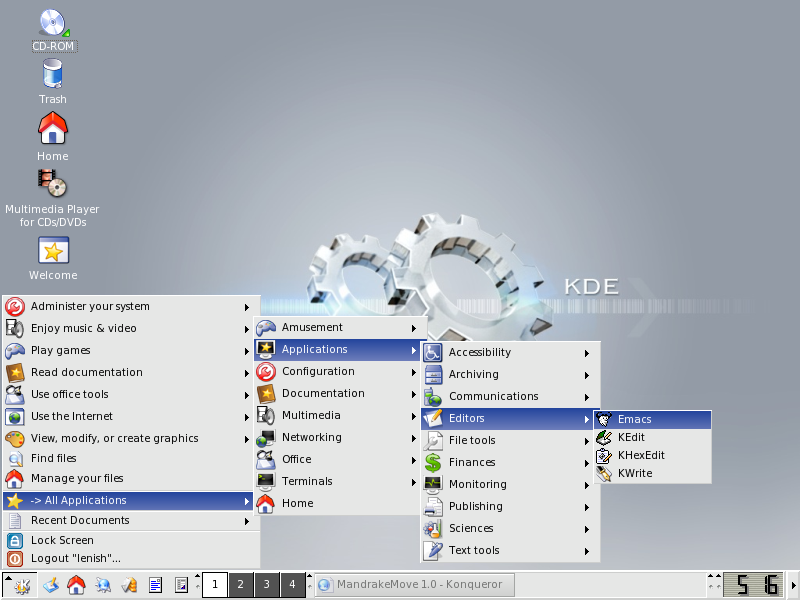 CD-ROM
Trash
Home
Multimedia Player
for CDs/DVDs
Welcome
KDE
Administer your system
Enjoy music & video
Play games
Read documentation
Use office tools
Use the Internet
View, modify, or create graphics
Find files
Manage your files
-> All Applications
Recent Documents
Lock Screen
Logout "lenish"...
Amusement
Applications
Configuration
Documentation
Multimedia
Networking
Office
Terminals
Home
Accessibility
Archiving
Communications
Editors
File tools
Finances
Monitoring
Publishing
Sciences
Text tools
Emacs
KEdit
KHexEdit
KWrite
1 2 3 4
MandrakeMove 1.0 - Konqueror
5 16